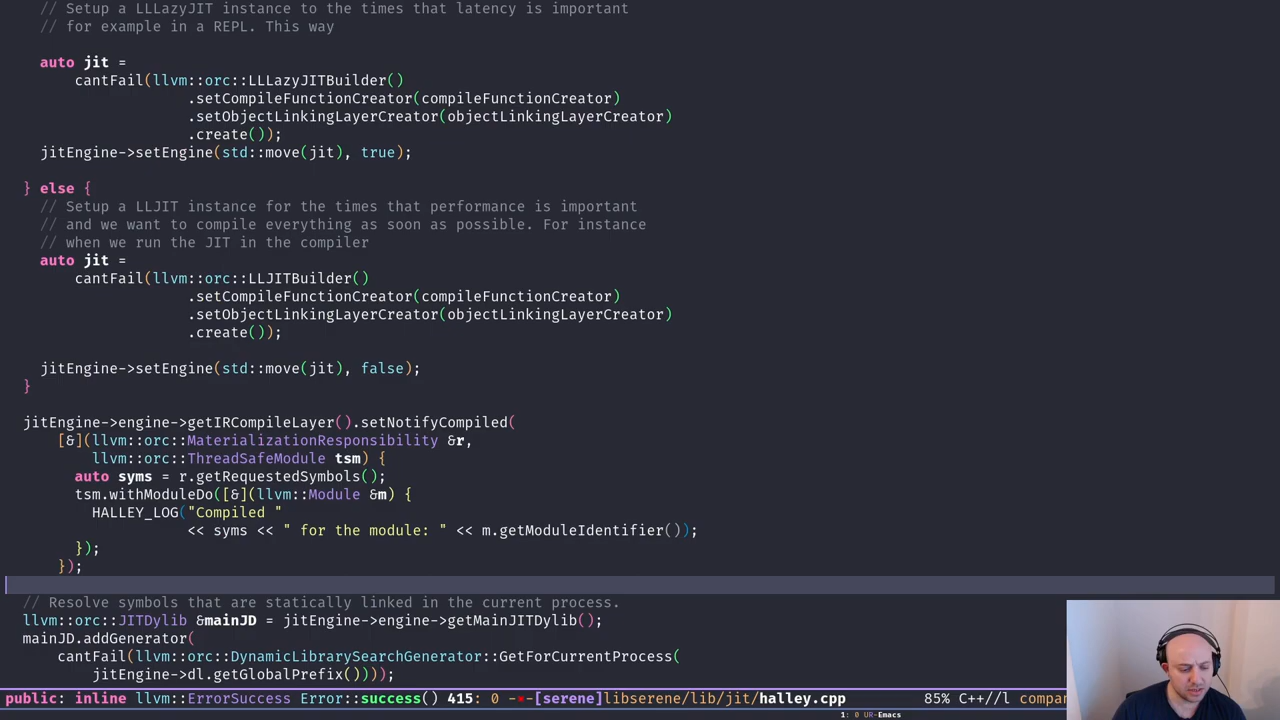 // Setup a LLLazyJIT instance to the times that latency is important
// for example in a REPL. This way
auto jit =
cantFail(llvm::orc::LLLazyJITBuilder()
.setCompileFunctionCreator(compileFunctionCreator)
.setObjectLinkingLayerCreator(objectLinkingLayerCreator)
.create());
jitEngine->setEngine(std::move(jit), true);
} else {
// Setup a LLJIT instance for the times that performance is important
// and we want to compile everything as soon as possible. For instance
// when we run the JIT in the compiler
auto jit =
cantFail(llvm::orc::LLJITBuilder()
.setCompileFunctionCreator(compileFunctionCreator)
.setObjectLinkingLayerCreator(objectLinkingLayerCreator)
.create());
jitEngine->setEngine(std::move(jit), false);
}
jitEngine->engine->getIRCompileLayer().setNotifyCompiled(
[&](llvm::orc::MaterializationResponsibility &r,
llvm::orc::ThreadSafeModule tsm) {
auto syms = r.getRequestedSymbols();
tsm.withModuleDo([&](llvm::Module &m) {
HALLEY_LOG("Compiled "
<< syms << " for the module: " << m.getModuleIdentifier());
});
});
// Resolve symbols that are statically linked in the current process.
llvm::orc::JITDylib &mainJD = jitEngine->engine->getMainJITDylib();
mainJD.addGenerator(
cantFail(llvm::orc::DynamicLibrarySearchGenerator::GetForCurrentProcess(
jitEngine->dl.getGlobalPrefix())));
public: inline llvm::ErrorSuccess Error::success() 415: 0 -*-[serene]libserene/lib/jit/halley.cpp 85% C++//l compan
1: 0 UR-Emacs